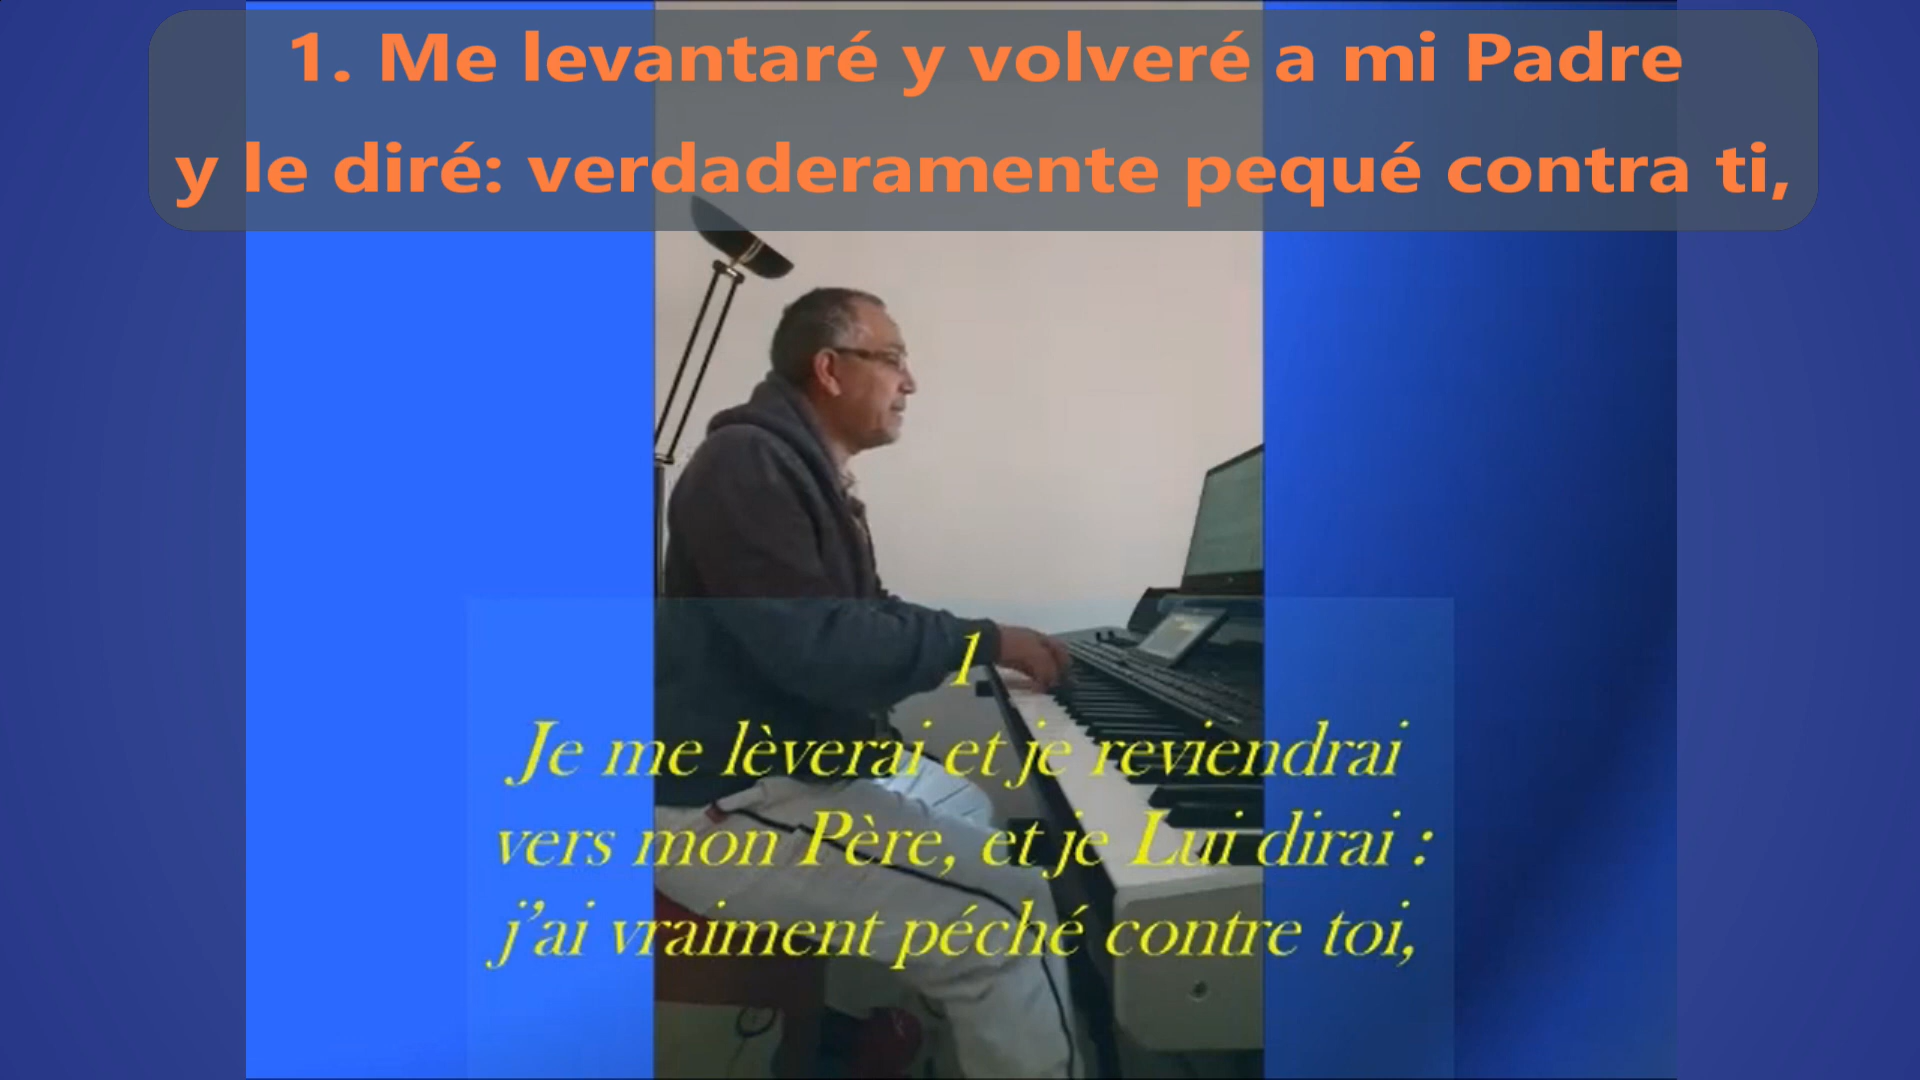 1. Me levantaré y volveré a mi Padre
y le diré: verdaderamente pequé contra ti,
1
Je me lèverai et je reviendrai
vers mon Père, et je Lui dirai :
j'ai vraiment péché contre toi,